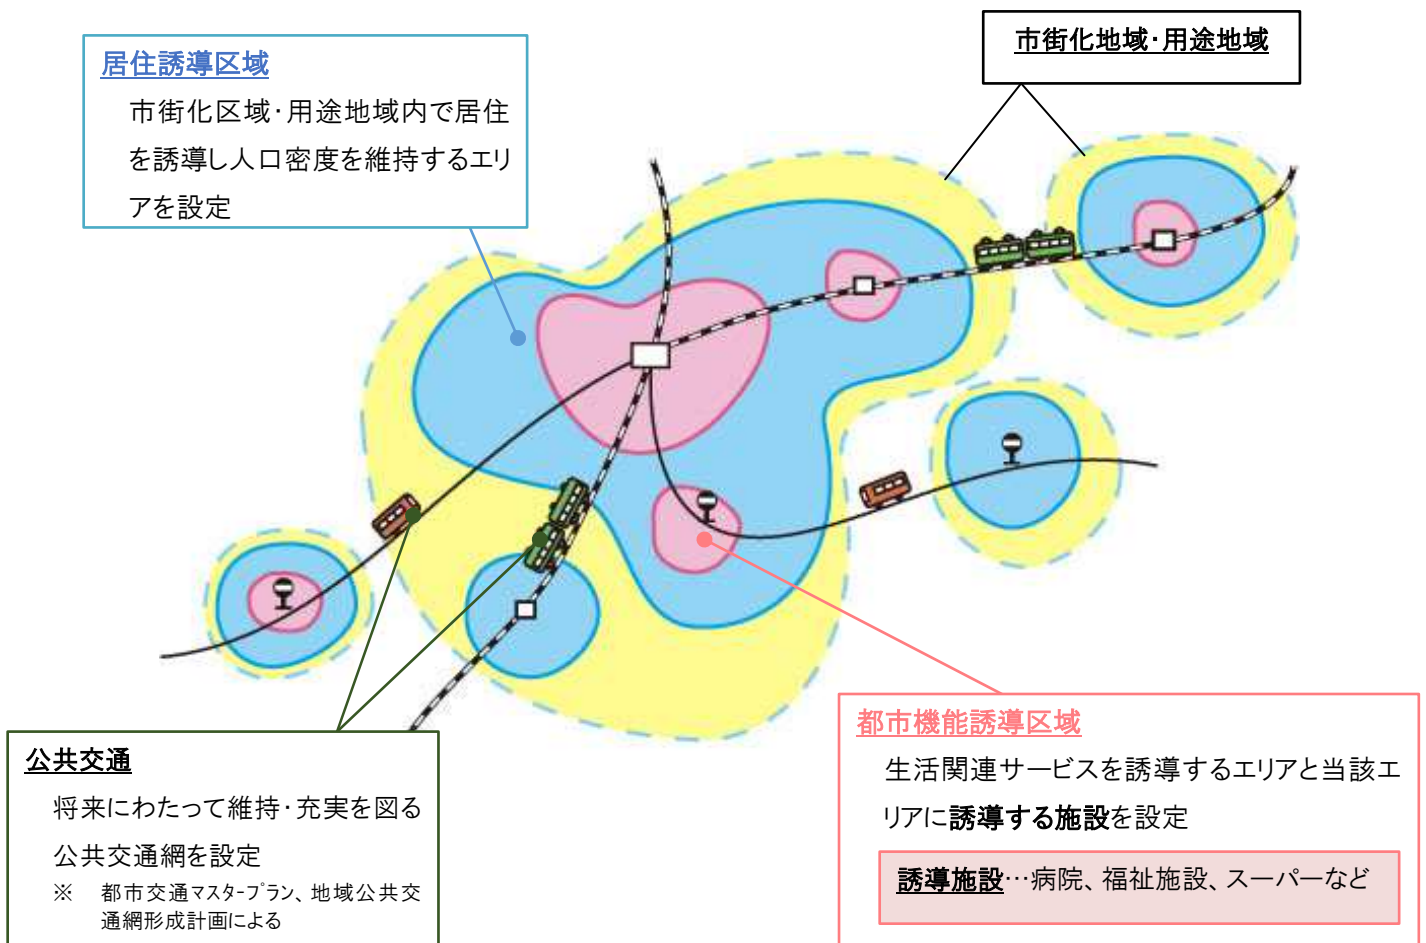 市街化地域・用途地域
居住誘導区域
市街化区域・用途地域内で居住
を誘導し人口密度を維持するエリ
アを設定
公共交通
将来にわたって維持・充実を図る
公共交通網を設定
※ 都市交通マスタープラン、地域公共交
通網形成計画による
都市機能誘導区域
生活関連サービスを誘導するエリアと当該エ
リアに誘導する施設を設定
誘導施設…病院、福祉施設、スーパーなど